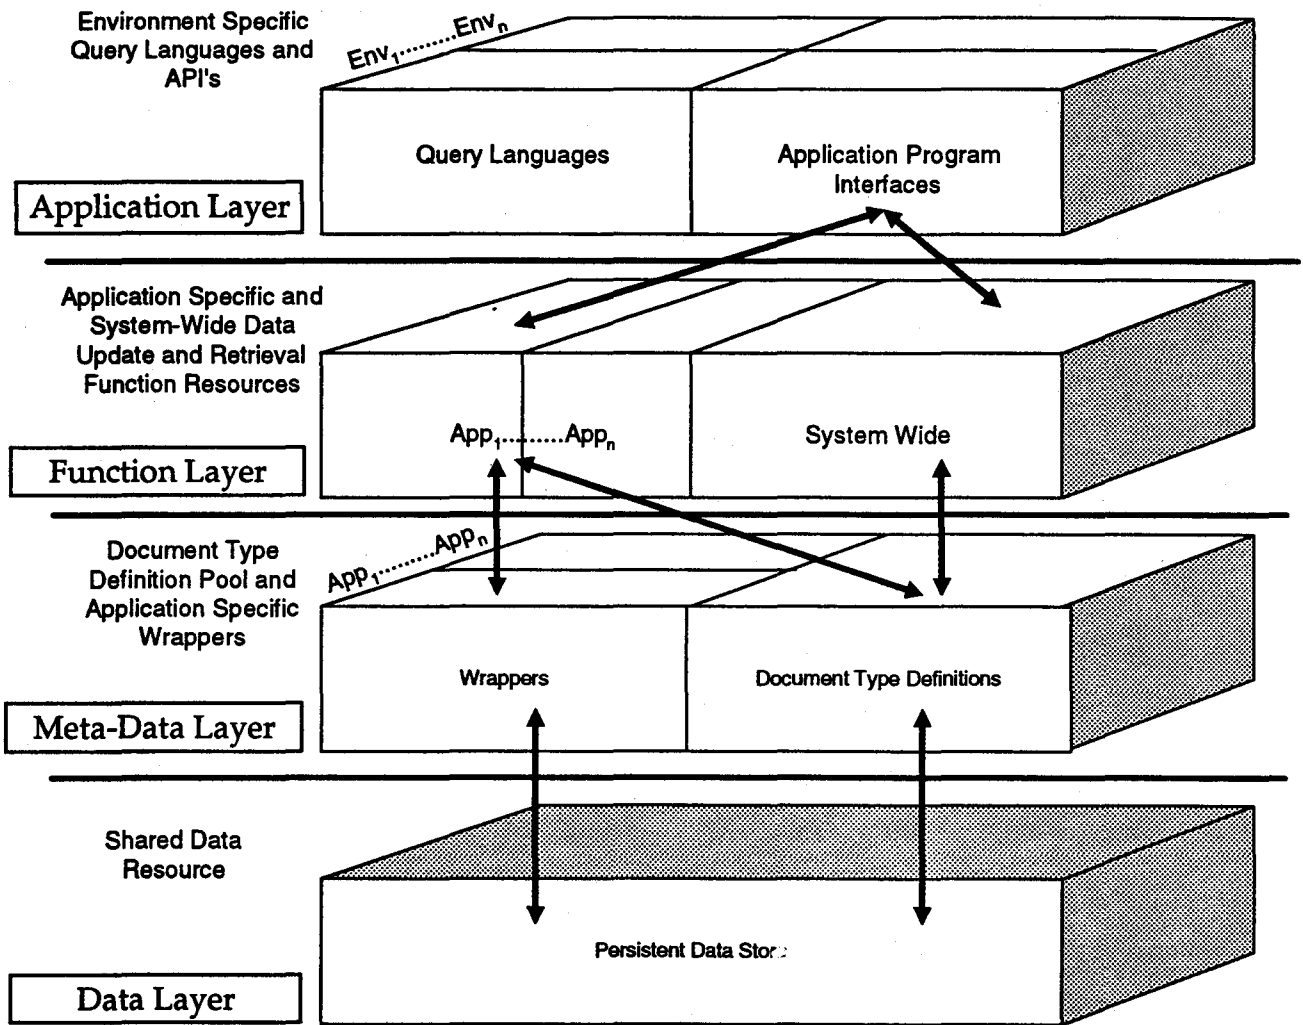 Environment Specific
Query Languages and
API's
Env1.........Envn
Query Languages
Application Program
Interfaces
Application Layer
Application Specific and
System-Wide Data
Update and Retrieval
Function Resources
App1..........Appn
System Wide
Function Layer
Document Type
Definition Pool and
Application Specific
Wrappers
App1.........Appn
Wrappers
Document Type Definitions
Meta-Data Layer
Shared Data
Resource
Persistent Data Stor
Data Layer